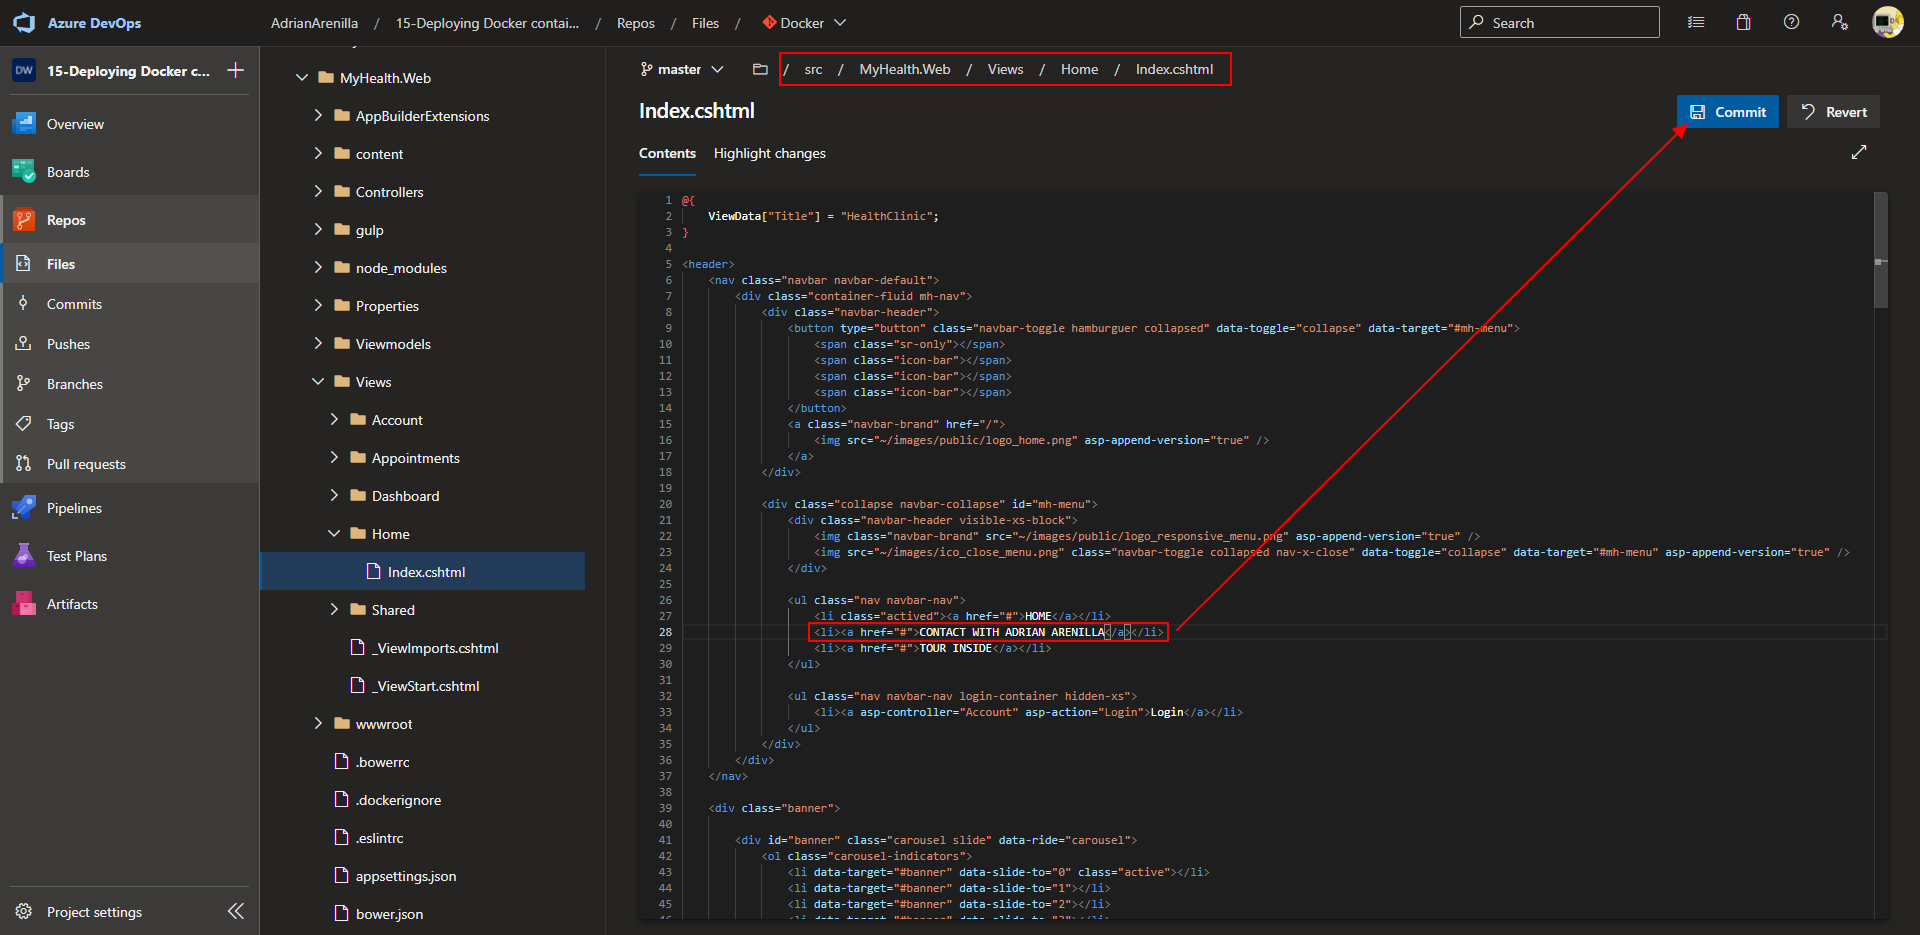 Azure DevOps
AdrianArenilla / 15-Deploying Docker contai... / Repos / Files / Docker
Search
DW 15-Deploying Docker c...
Overview
Boards
Repos
Files
Commits
Pushes
Branches
Tags
Pull requests
Pipelines
Test Plans
Artifacts
Project settings
MyHealth.Web
AppBuilderExtensions
content
Controllers
gulp
node_modules
Properties
Viewmodels
Views
Account
Appointments
Dashboard
Home
Index.cshtml
Shared
_ViewImports.cshtml
_ViewStart.cshtml
wwwroot
.bowerrc
.dockerignore
.eslintrc
appsettings.json
bower.json
master / src / MyHealth.Web / Views / Home / Index.cshtml
Index.cshtml
Commit
Revert
Contents Highlight changes
1 @{
2 ViewData["Title"] = "HealthClinic";
3 }
4
5 <header>
6 <nav class="navbar navbar-default">
7 <div class="container-fluid mh-nav">
8 <div class="navbar-header">
9 <button type="button" class="navbar-toggle hamburguer collapsed" data-toggle="collapse" data-target="#mh-menu">
10 <span class="sr-only"></span>
11 <span class="icon-bar"></span>
12 <span class="icon-bar"></span>
13 <span class="icon-bar"></span>
14 </button>
15 <a class="navbar-brand" href="/">
16 <img src="~/images/public/logo_home.png" asp-append-version="true" />
17 </a>
18 </div>
19
20 <div class="collapse navbar-collapse" id="mh-menu">
21 <div class="navbar-header visible-xs-block">
22 <img class="navbar-brand" src="~/images/public/logo_responsive_menu.png" asp-append-version="true" />
23 <img src="~/images/ico_close_menu.png" class="navbar-toggle collapsed nav-x-close" data-toggle="collapse" data-target="#mh-menu" asp-append-version="true" />
24 </div>
25
26 <ul class="nav navbar-nav">
27 <li class="actived"><a href="#">HOME</a></li>
28 <li><a href="#">CONTACT WITH ADRIAN ARENILLA</a></li>
29 <li><a href="#">TOUR INSIDE</a></li>
30 </ul>
31
32 <ul class="nav navbar-nav login-container hidden-xs">
33 <li><a asp-controller="Account" asp-action="Login">Login</a></li>
34 </ul>
35 </div>
36 </div>
37 </nav>
38
39 <div class="banner">
40
41 <div id="banner" class="carousel slide" data-ride="carousel">
42 <ol class="carousel-indicators">
43 <li data-target="#banner" data-slide-to="0" class="active"></li>
44 <li data-target="#banner" data-slide-to="1"></li>
45 <li data-target="#banner" data-slide-to="2"></li>